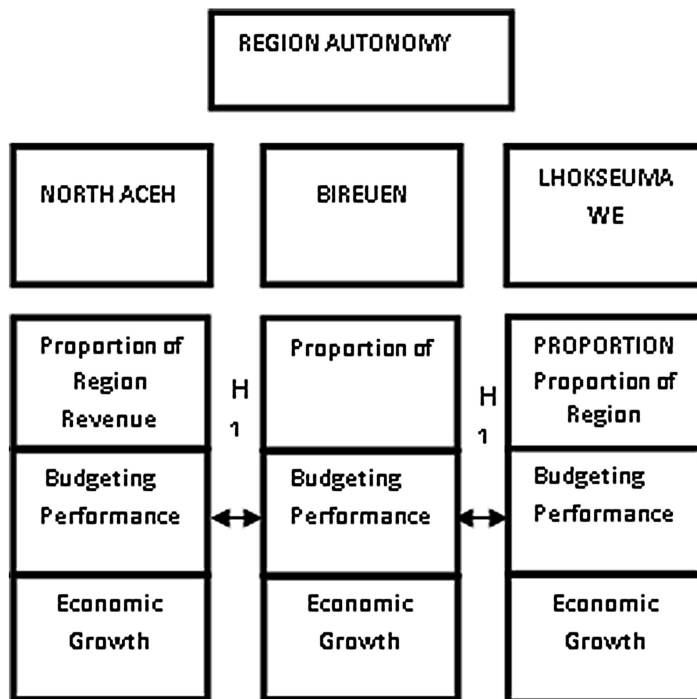 REGION AUTONOMY
NORTH ACEH
BIREUEN
LHOKSEUMA
WE
Proportion of
Region
Revenue
H
1
Proportion of
H
1
PROPORTION
Proportion of
Region
Budgeting
Performance
Budgeting
Performance
Budgeting
Performance
Economic
Growth
Economic
Growth
Economic
Growth